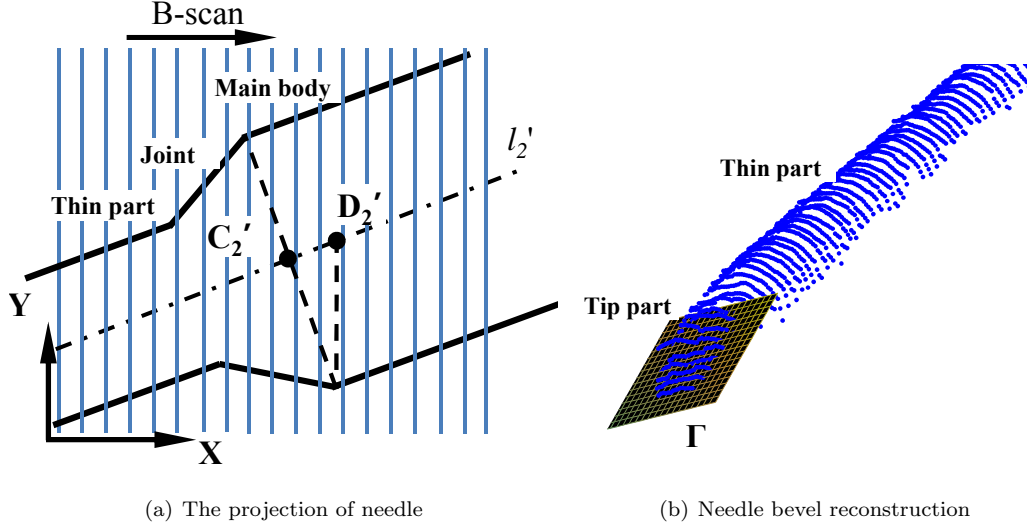 B-scan
Main body
Joint
Thin part
l₂'
D₂′
C₂′
Y
X
Thin part
Tip part
Γ
(a) The projection of needle
(b) Needle bevel reconstruction